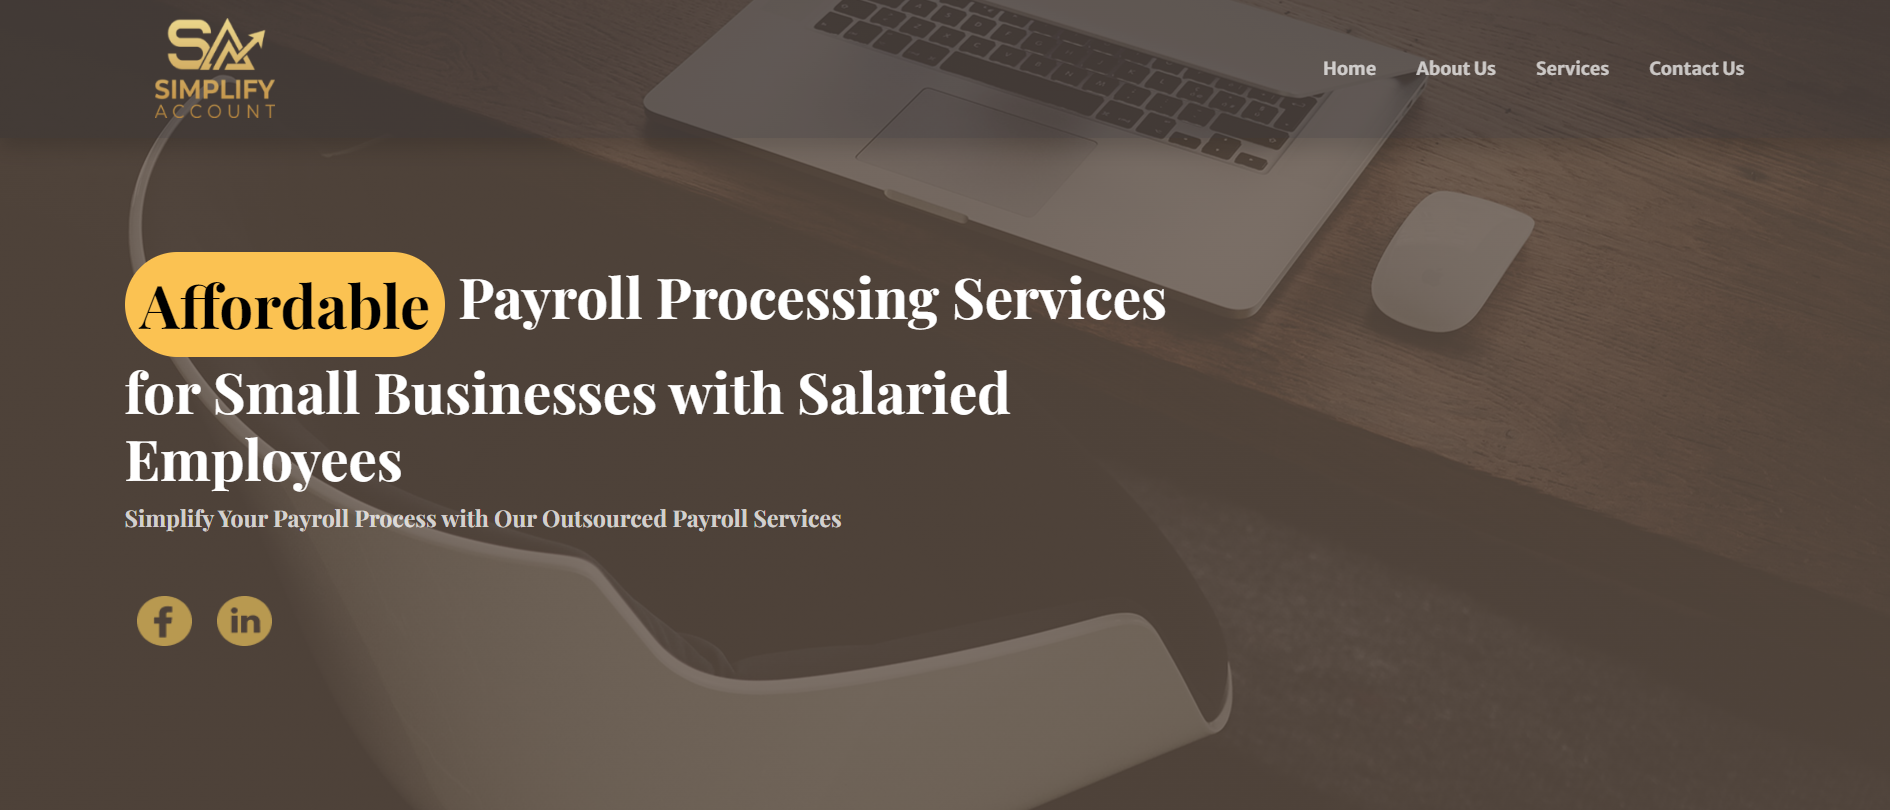 SA
SIMPLIFY
ACCOUNT
Home About Us Services Contact Us
Affordable Payroll Processing Services
for Small Businesses with Salaried
Employees
Simplify Your Payroll Process with Our Outsourced Payroll Services
f in